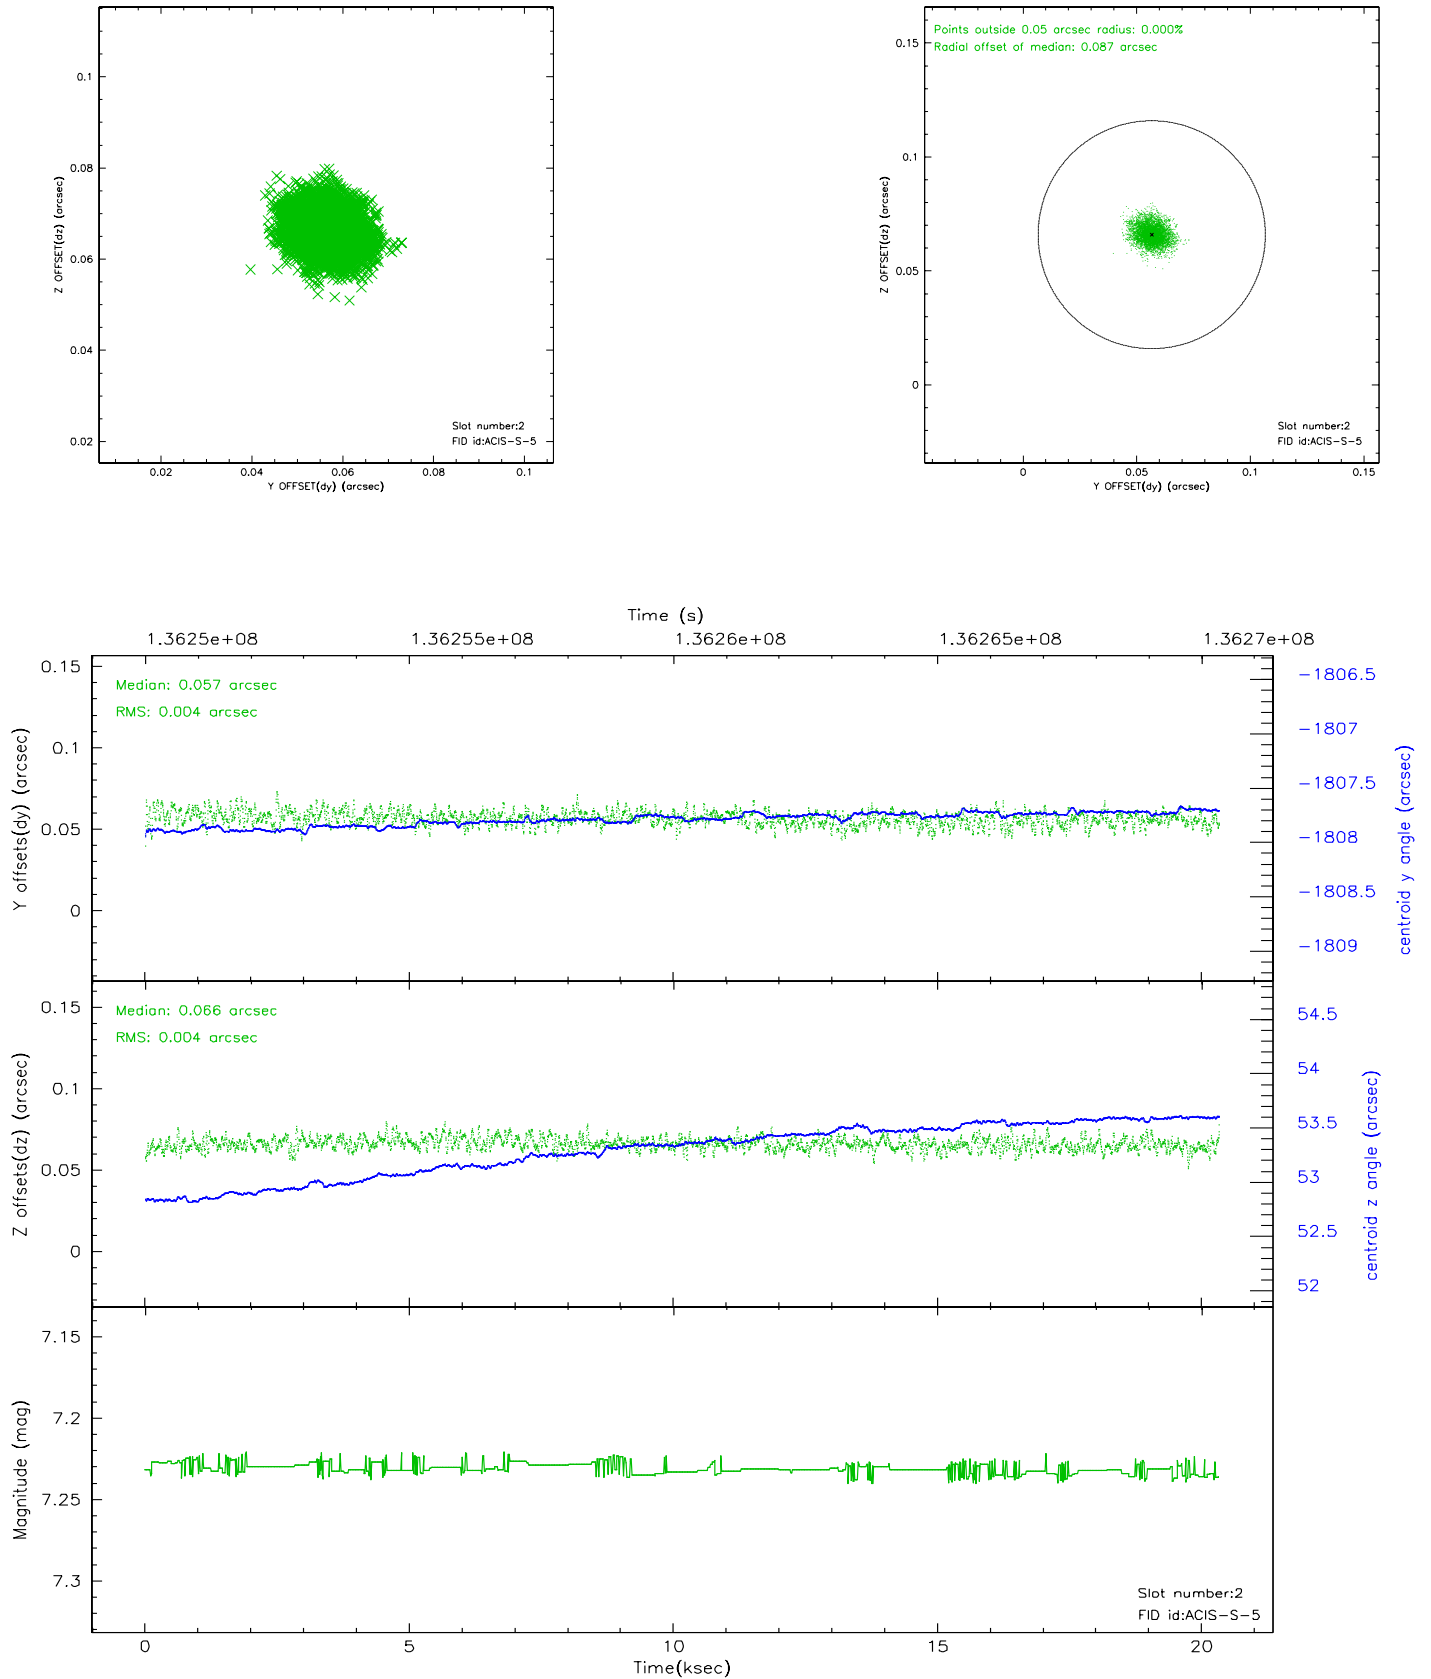 0.1
0.08
0.06
0.04
0.02
Z OFFSET(dz) (arcsec)
Slot number:2
FID id:ACIS-S-5
0.02 0.04 0.06 0.08 0.1
Y OFFSET(dy) (arcsec)
Points outside 0.05 arcsec radius: 0.000%
Radial offset of median: 0.087 arcsec
0.15
0.1
0.05
0
Z OFFSET(dz) (arcsec)
Slot number:2
FID id:ACIS-S-5
0 0.05 0.1 0.15
Y OFFSET(dy) (arcsec)
Time (s)
1.3625e+08 1.36255e+08 1.3626e+08 1.36265e+08 1.3627e+08
Median: 0.057 arcsec
RMS: 0.004 arcsec
0.15
0.1
0.05
0
Y offsets(dy) (arcsec)
-1806.5
-1807
-1807.5
-1808
-1808.5
-1809
centroid y angle (arcsec)
Median: 0.066 arcsec
RMS: 0.004 arcsec
0.15
0.1
0.05
0
Z offsets(dz) (arcsec)
54.5
54
53.5
53
52.5
52
centroid z angle (arcsec)
7.15
7.2
7.25
7.3
Magnitude (mag)
Slot number:2
FID id:ACIS-S-5
0 5 10 15 20
Time(ksec)